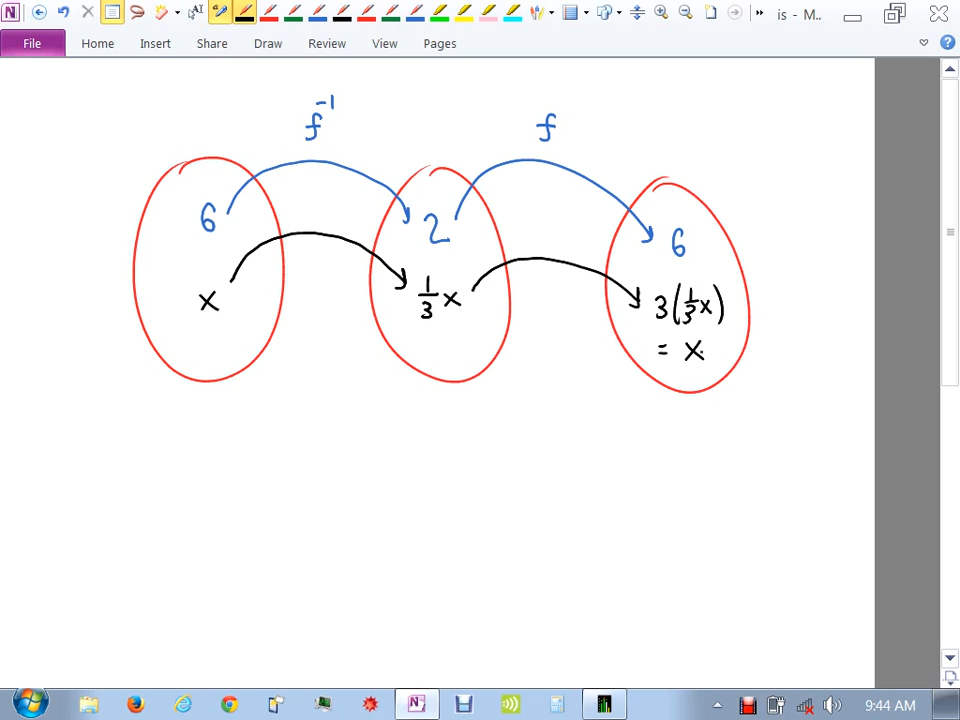 is - M..
File Home Insert Share Draw Review View Pages
f⁻¹ f
6 2 6
x 1/3 x 3(1/3 x)
= x
9:44 AM